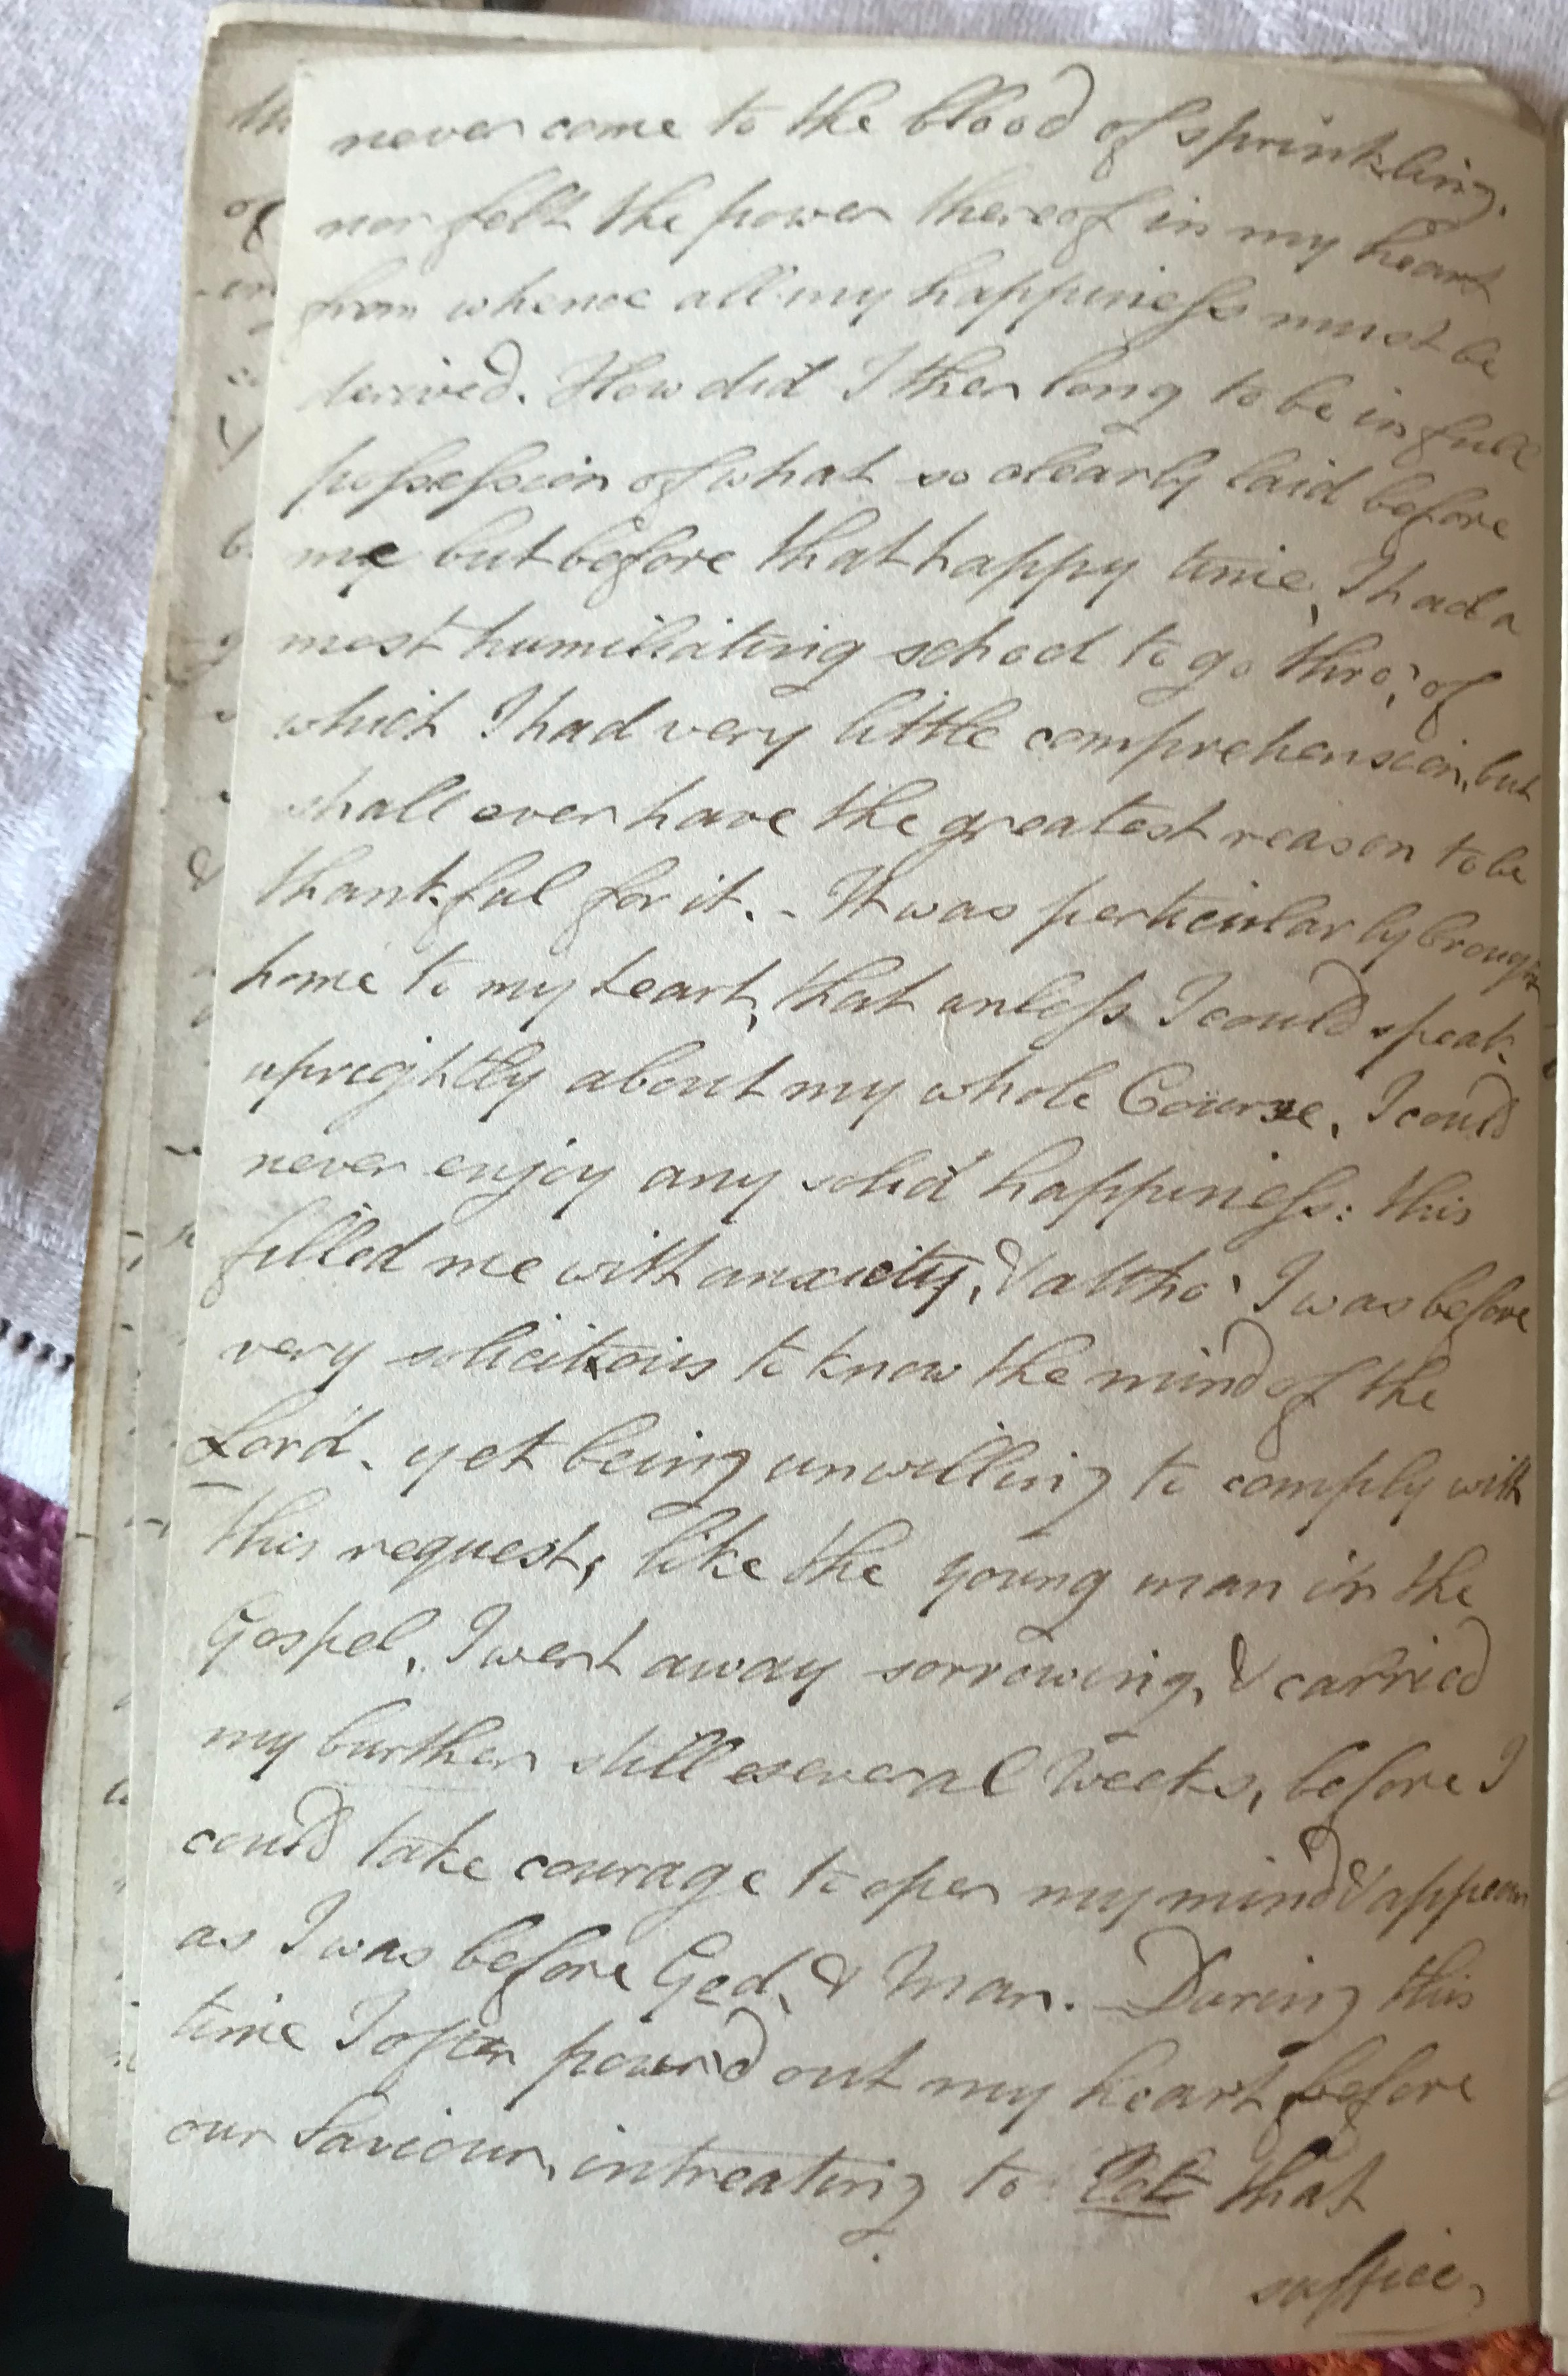 never come to the blood of sprinkling,
nor felt the power thereof in my heart
from whence all my happiness must be
derived. How did I then long to be in full
possession of what so clearly laid before
me but before that happy time, I had a
most humiliating school to go thro', of
which I had very little comprehension, but
shall ever have the greatest reason to be
thankful for it. - It was perticularly brought
home to my heart, that unless I could speak
uprightly about my whole Course, I could
never enjoy any solid happiness: this
filled me with anxiety, & altho' I was before
very solicitous to know the mind of the
Lord, yet being unwilling to comply with
this request, like the young man in the
Gospel, I went away sorrowing, & carried
my burthen still several Weeks, before I
could take courage to open my mind & appear
as I was before God, & Man. - During this
time I often pour'd out my heart before
our Saviour, intreating to let that
suffice,